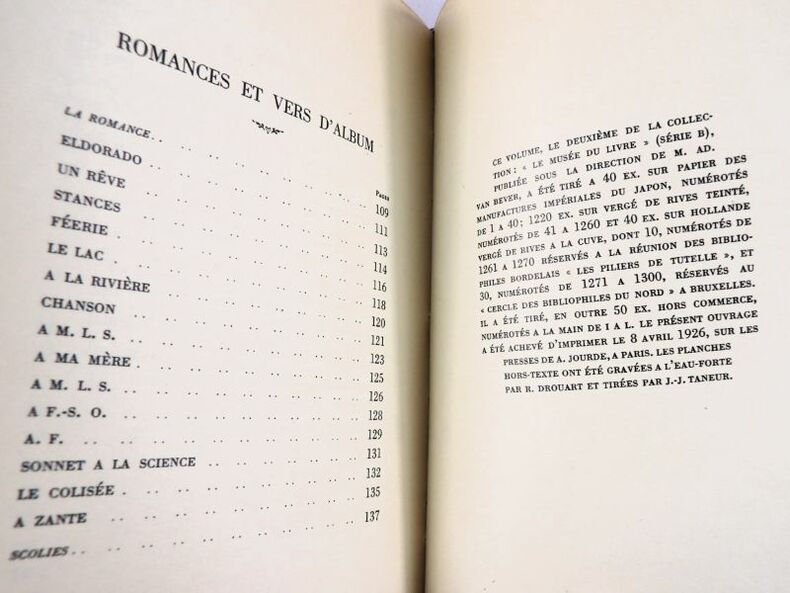 ROMANCES ET VERS D'ALBUM
Pages
LA ROMANCE. . 109
ELDORADO 111
UN RÊVE 113
STANCES 114
FÉERIE 116
LE LAC 118
A LA RIVIÈRE 120
CHANSON 121
A M. L. S. 123
A MA MÈRE 125
A M. L. S. 126
A F.-S. O. 128
A. F. 129
SONNET A LA SCIENCE 131
LE COLISÉE 132
A ZANTE 135
SCOLIES 137
CE VOLUME, LE DEUXIÈME DE LA COLLEC-
TION : « LE MUSÉE DU LIVRE » (SÉRIE B),
PUBLIÉE SOUS LA DIRECTION DE M. AD.
VAN BEVER, A ÉTÉ TIRÉ A 40 EX. SUR PAPIER DES
MANUFACTURES IMPÉRIALES DU JAPON, NUMÉROTÉS
DE 1 A 40; 1220 EX. SUR VERGÉ DE RIVES TEINTÉ,
NUMÉROTÉS DE 41 A 1260 ET 40 EX. SUR HOLLANDE
VERGÉ DE RIVES A LA CUVE, DONT 10, NUMÉROTÉS DE
1261 A 1270 RÉSERVÉS A LA RÉUNION DES BIBLIO-
PHILES BORDELAIS « LES PILIERS DE TUTELLE », ET
30, NUMÉROTÉS DE 1271 A 1300, RÉSERVÉS AU
« CERCLE DES BIBLIOPHILES DU NORD » A BRUXELLES.
IL A ÉTÉ TIRÉ, EN OUTRE 50 EX. HORS COMMERCE,
NUMÉROTÉS A LA MAIN DE I A L. LE PRÉSENT OUVRAGE
A ÉTÉ ACHEVÉ D'IMPRIMER LE 8 AVRIL 1926, SUR LES
PRESSES DE A. JOURDE, A PARIS. LES PLANCHES
HORS-TEXTE ONT ÉTÉ GRAVÉES A L'EAU-FORTE
PAR R. DROUART ET TIRÉES PAR J.-J. TANEUR.